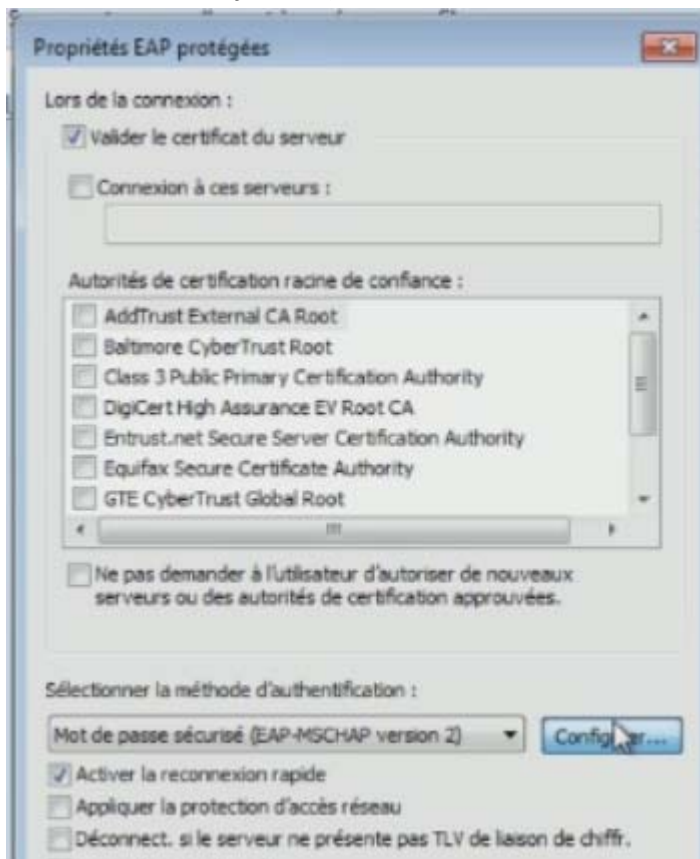 Propriétés EAP protégées
Lors de la connexion :
Valider le certificat du serveur
Connexion à ces serveurs :
Autorités de certification racine de confiance :
AddTrust External CA Root
Baltimore CyberTrust Root
Class 3 Public Primary Certification Authority
DigiCert High Assurance EV Root CA
Entrust.net Secure Server Certification Authority
Equifax Secure Certificate Authority
GTE CyberTrust Global Root
Ne pas demander à l'utilisateur d'autoriser de nouveaux
serveurs ou des autorités de certification approuvées.
Sélectionner la méthode d'authentification :
Mot de passe sécurisé (EAP-MSCHAP version 2)
Configurer...
Activer la reconnexion rapide
Appliquer la protection d'accès réseau
Déconnect. si le serveur ne présente pas TLV de liaison de chiffr.